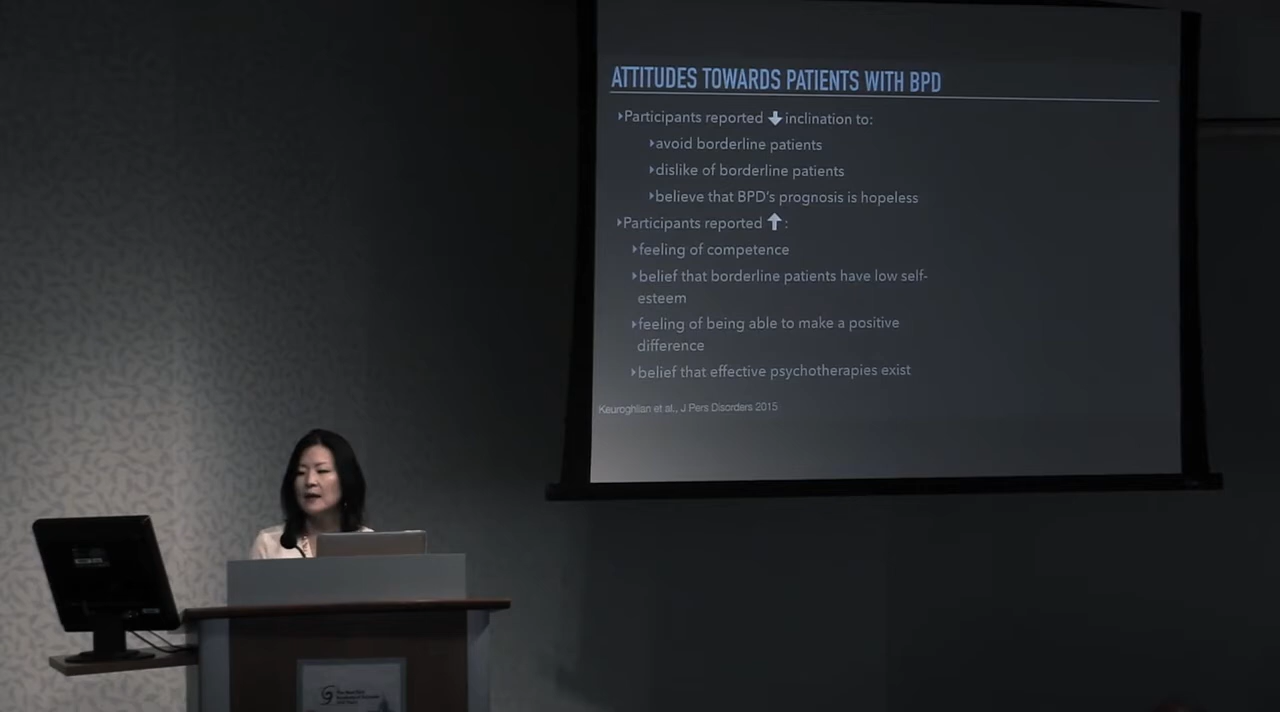 ATTITUDES TOWARDS PATIENTS WITH BPD
‣Participants reported ⬇ inclination to:
‣avoid borderline patients
‣dislike of borderline patients
‣believe that BPD's prognosis is hopeless
‣Participants reported ⬆ :
‣feeling of competence
‣belief that borderline patients have low self-
esteem
‣feeling of being able to make a positive
difference
‣belief that effective psychotherapies exist
Keuroghlian et al., J Pers Disorders 2015